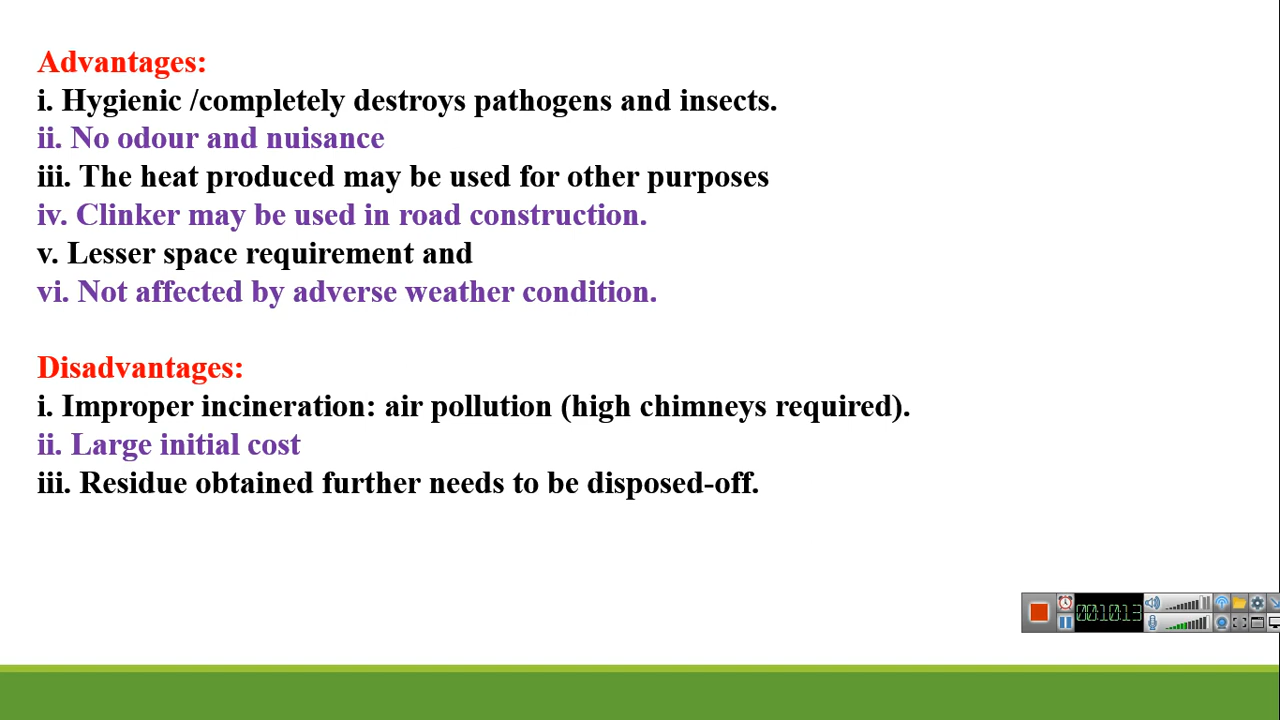 Advantages:
i. Hygienic /completely destroys pathogens and insects.
ii. No odour and nuisance
iii. The heat produced may be used for other purposes
iv. Clinker may be used in road construction.
v. Lesser space requirement and
vi. Not affected by adverse weather condition.
Disadvantages:
i. Improper incineration: air pollution (high chimneys required).
ii. Large initial cost
iii. Residue obtained further needs to be disposed-off.
00:10:13